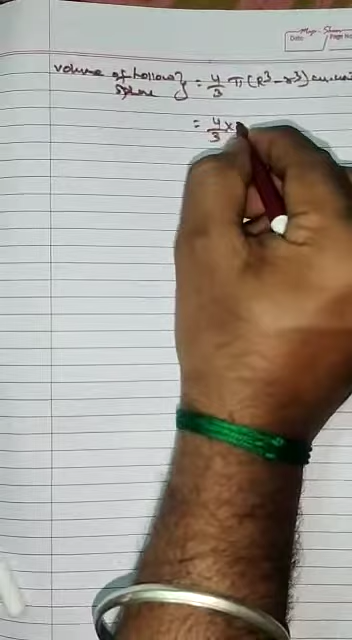 Date
Page No.
Volume of hollow } = 4/3 π (R³ - r³)
Sphere
= 4/3 ×